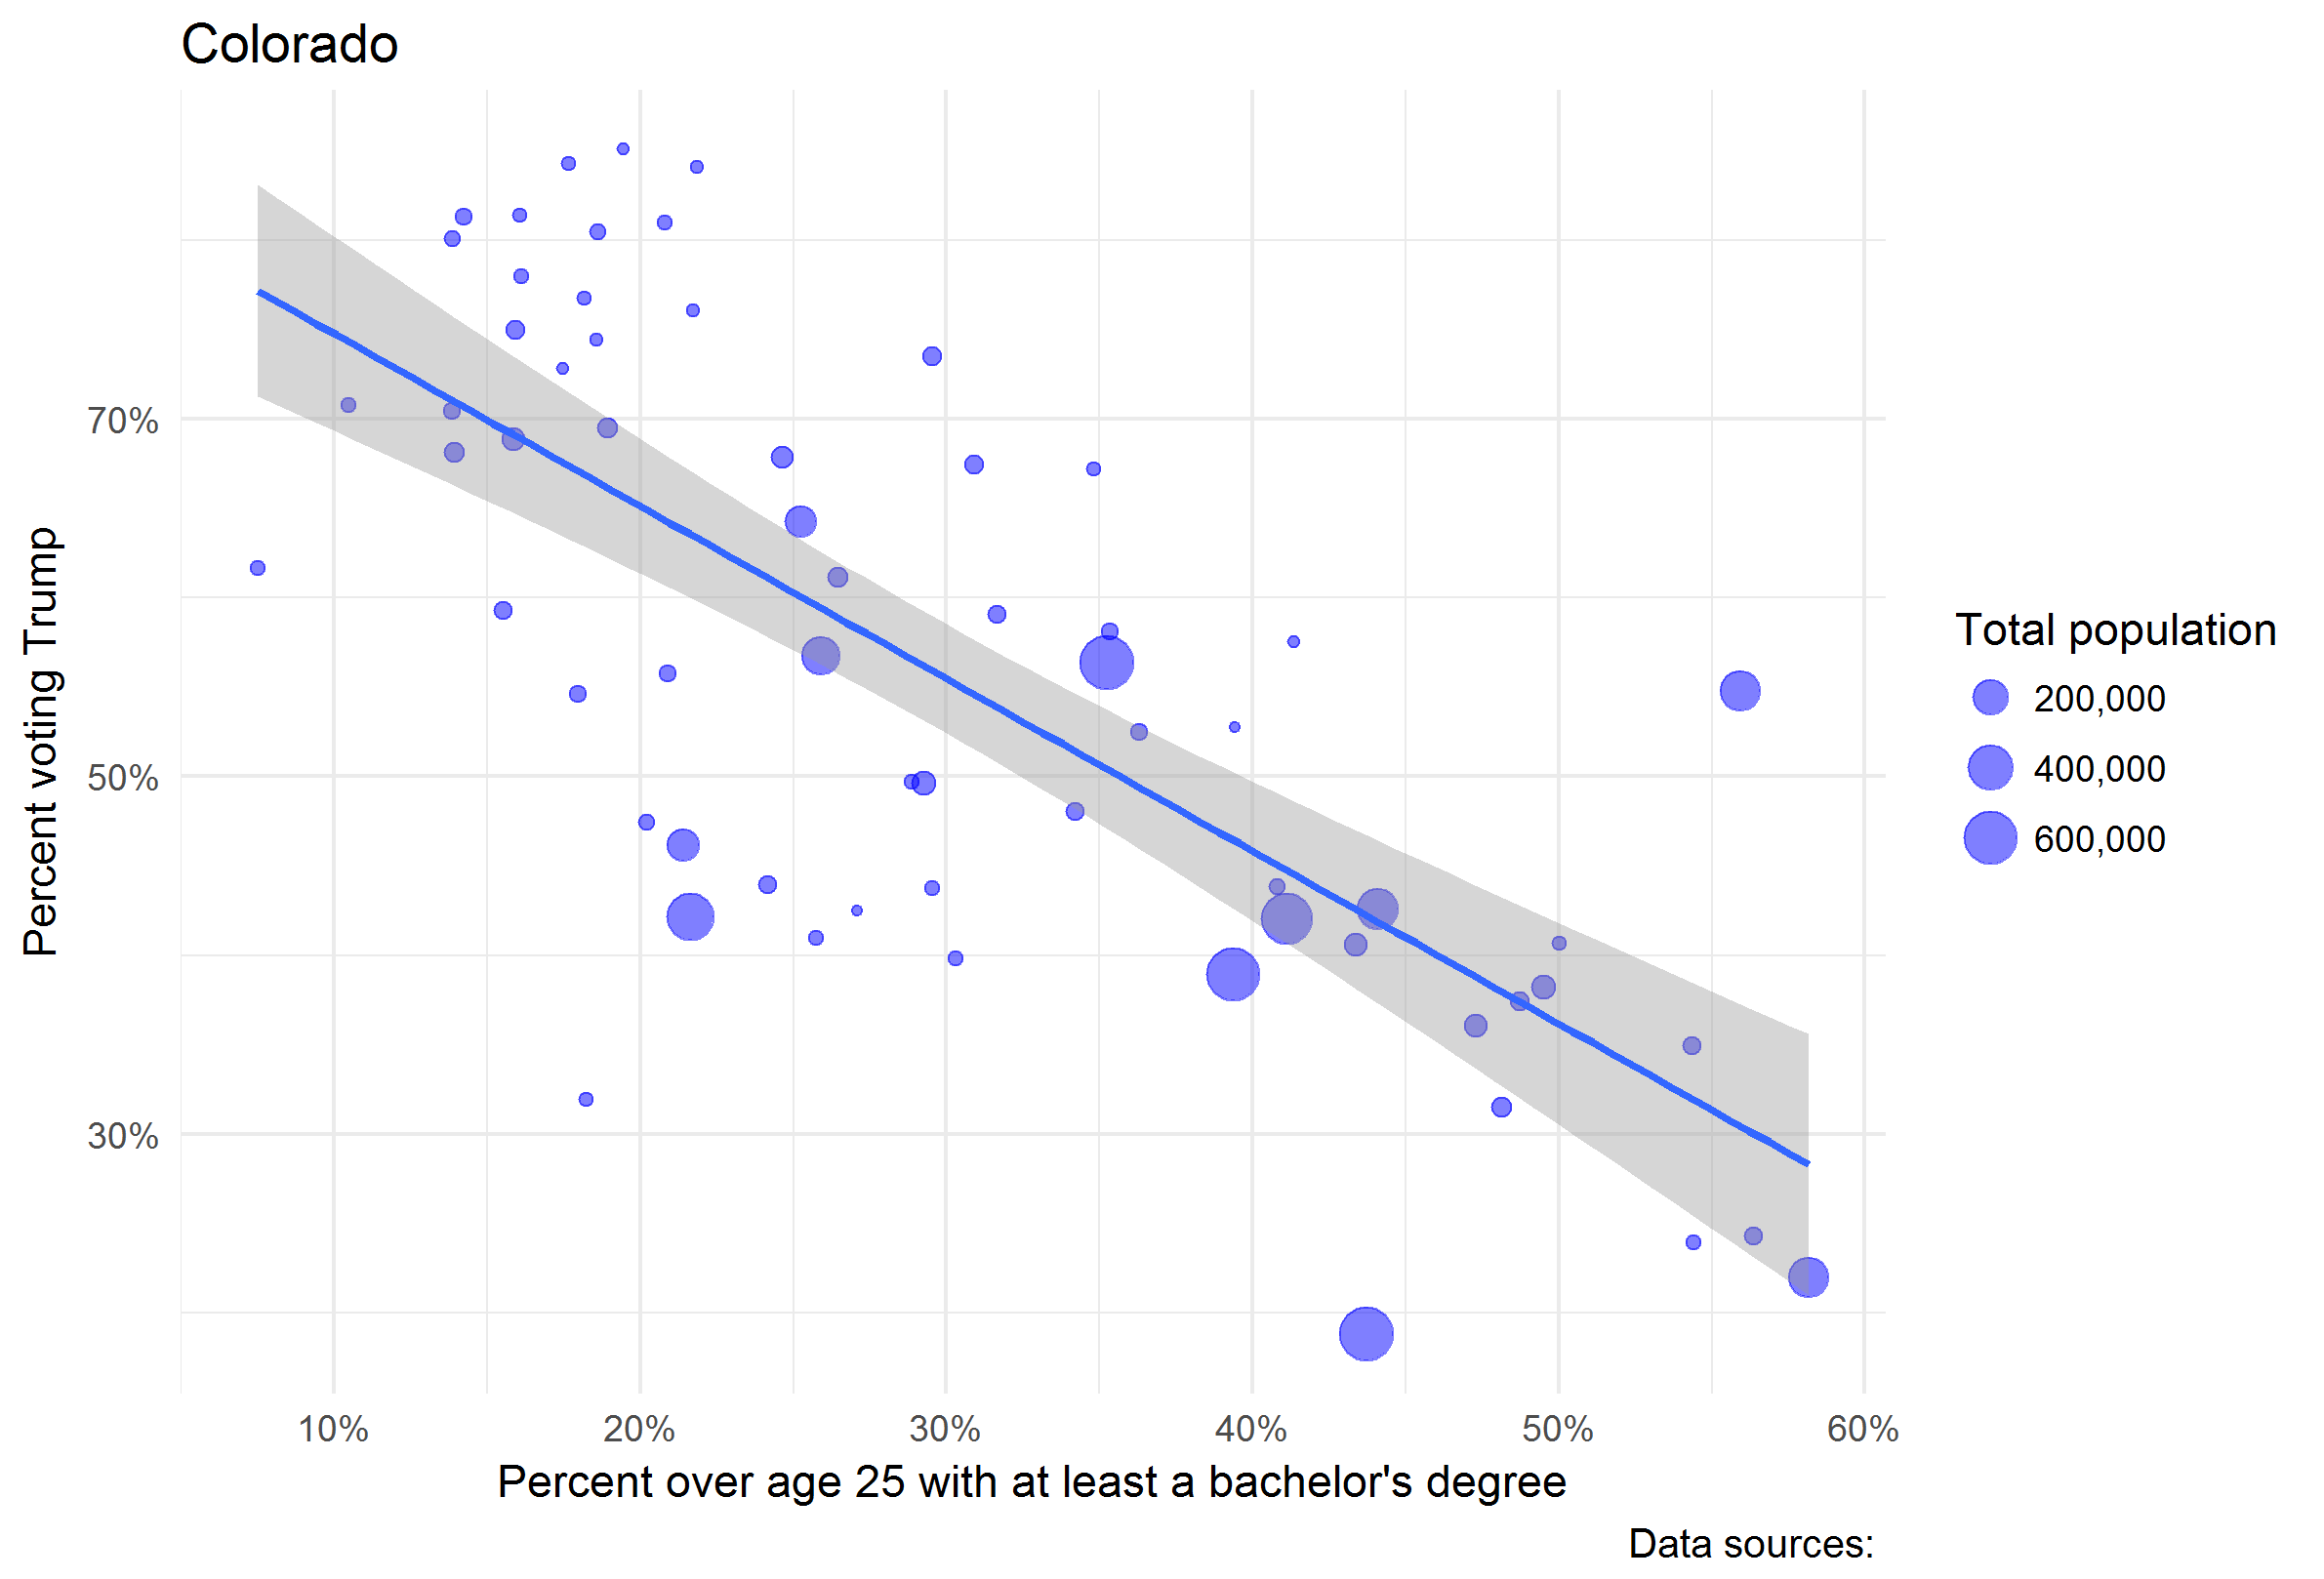 Colorado
Percent voting Trump
70%
50%
30%
10%
20%
30%
40%
50%
60%
Percent over age 25 with at least a bachelor's degree
Total population
200,000
400,000
600,000
Data sources: